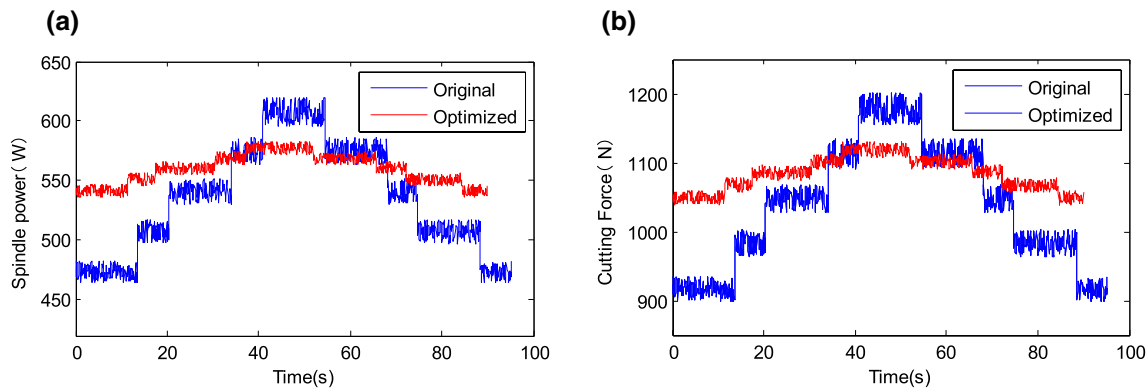 (a)
650
600
550
500
450
Spindle power( W)
0 20 40 60 80 100
Time(s)
Original
Optimized
(b)
1200
1100
1000
900
Cutting Force( N)
0 20 40 60 80 100
Time(s)
Original
Optimized